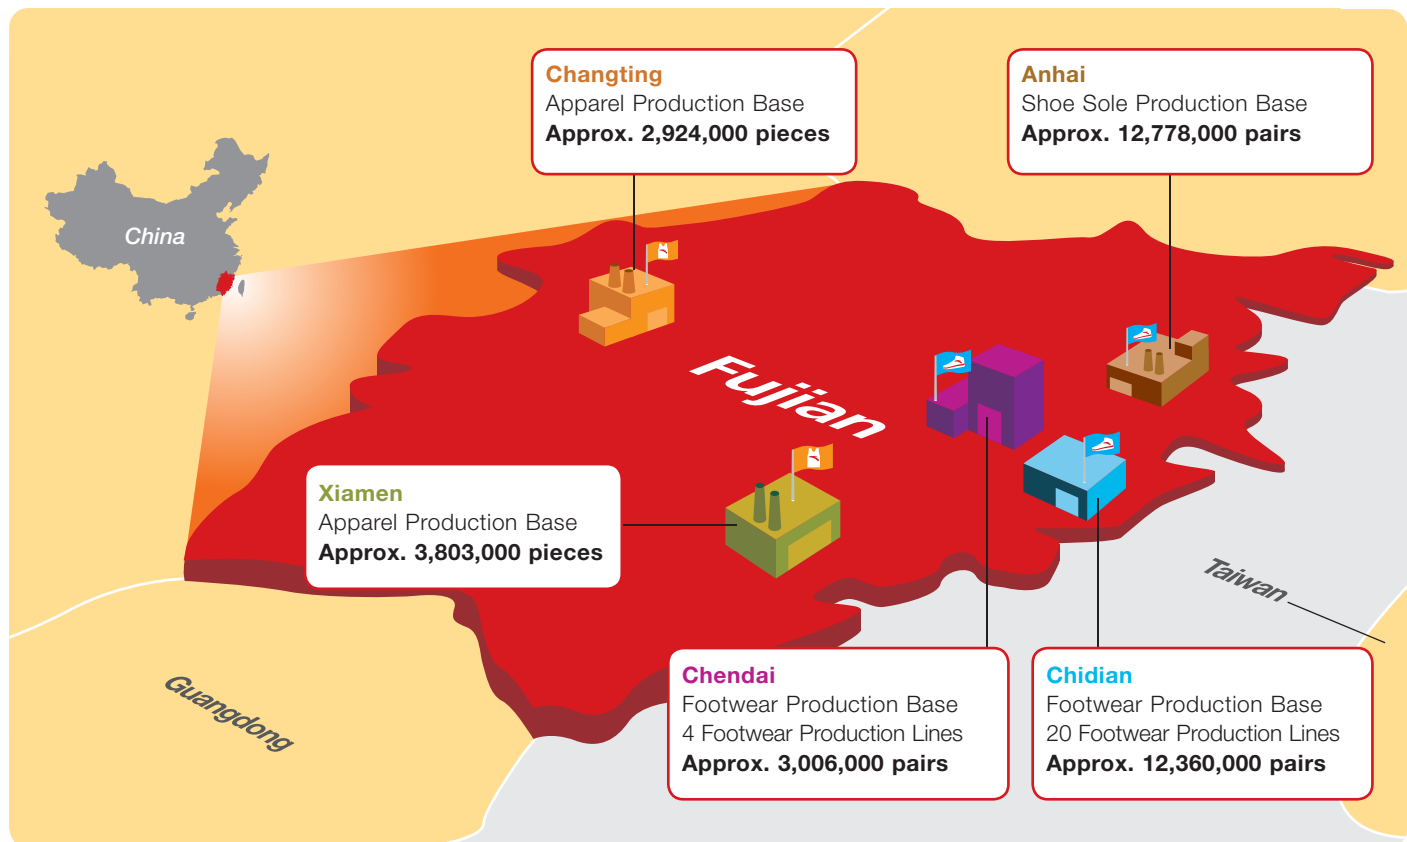 Changting
Apparel Production Base
Approx. 2,924,000 pieces
Anhai
Shoe Sole Production Base
Approx. 12,778,000 pairs
China
Fujian
Xiamen
Apparel Production Base
Approx. 3,803,000 pieces
Taiwan
Guangdong
Chendai
Footwear Production Base
4 Footwear Production Lines
Approx. 3,006,000 pairs
Chidian
Footwear Production Base
20 Footwear Production Lines
Approx. 12,360,000 pairs